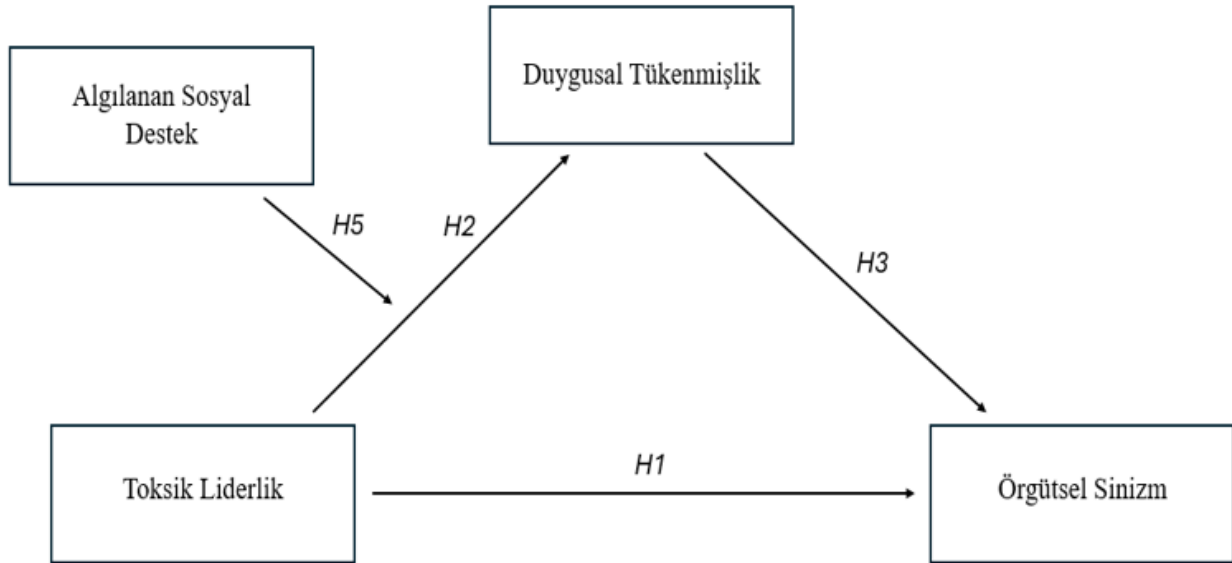 Duygusal Tükenmişlik
Algılanan Sosyal
Destek
H5
H2
H3
H1
Toksik Liderlik
Örgütsel Sinizm